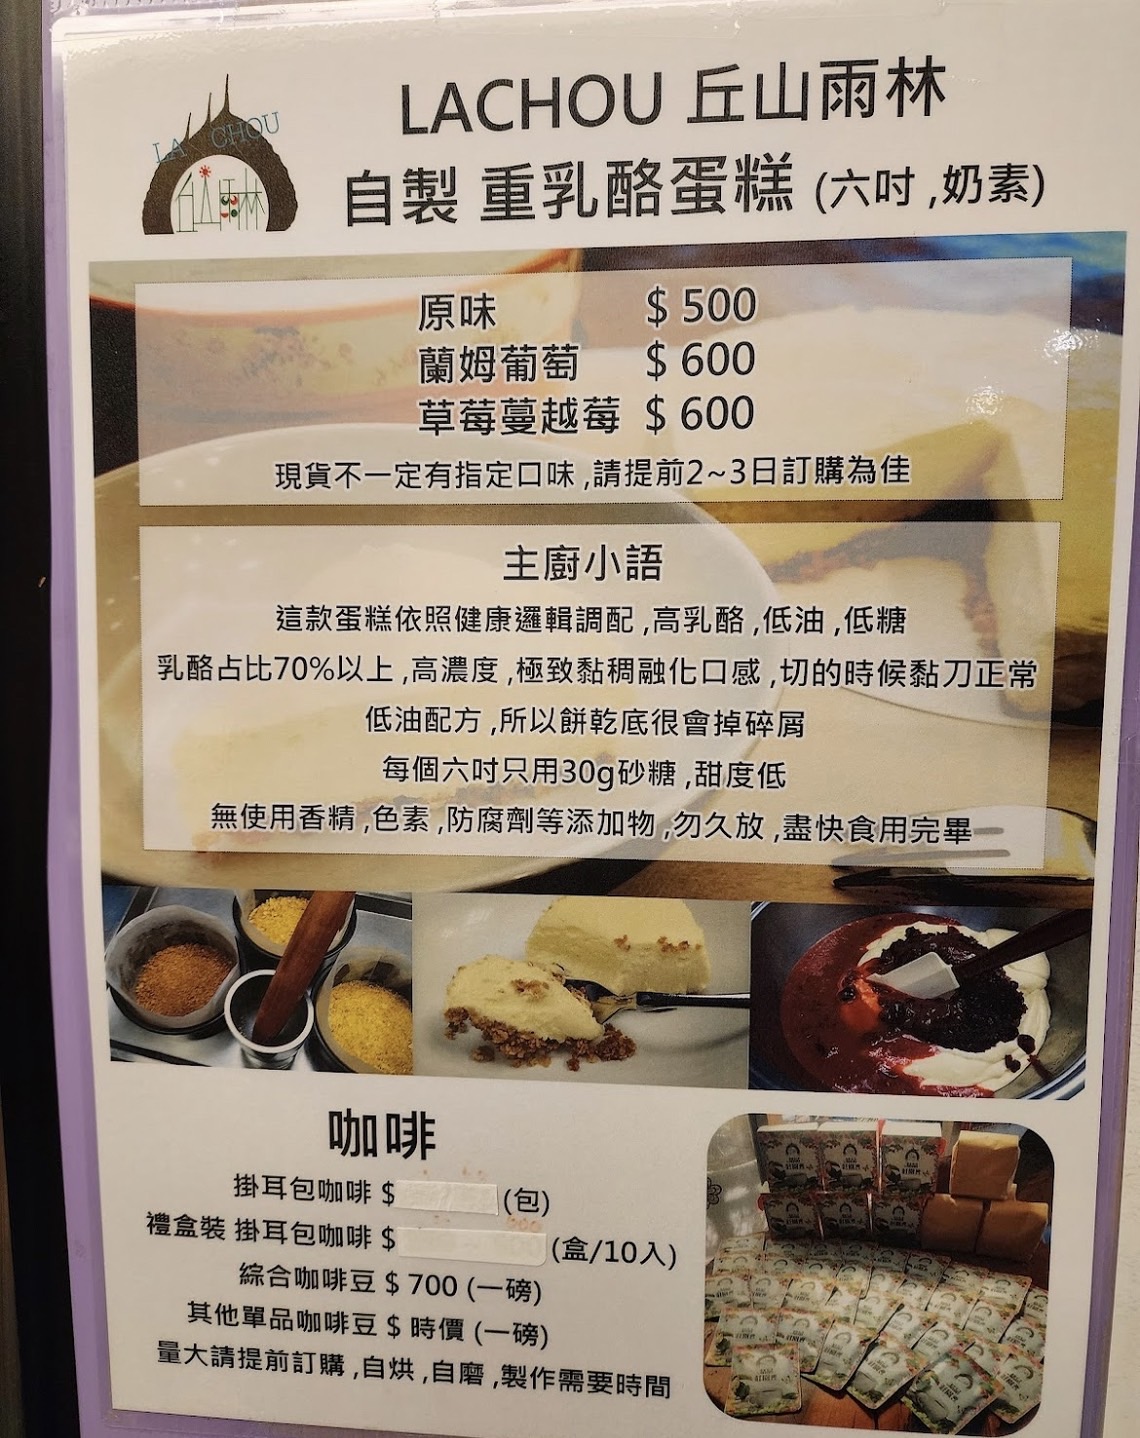 LA CHOU
丘山雨林
LACHOU 丘山雨林
自製 重乳酪蛋糕 (六吋 ,奶素)
原味 $ 500
蘭姆葡萄 $ 600
草莓蔓越莓 $ 600
現貨不一定有指定口味 ,請提前2~3日訂購為佳
主廚小語
這款蛋糕依照健康邏輯調配 ,高乳酪 ,低油 ,低糖
乳酪占比70%以上 ,高濃度 ,極致黏稠融化口感 ,切的時候黏刀正常
低油配方 ,所以餅乾底很會掉碎屑
每個六吋只用30g砂糖 ,甜度低
無使用香精 ,色素 ,防腐劑等添加物 ,勿久放 ,盡快食用完畢
咖啡
掛耳包咖啡 $ (包)
禮盒裝 掛耳包咖啡 $ (盒/10入)
綜合咖啡豆 $ 700 (一磅)
其他單品咖啡豆 $ 時價 (一磅)
量大請提前訂購 ,自烘 ,自磨 ,製作需要時間